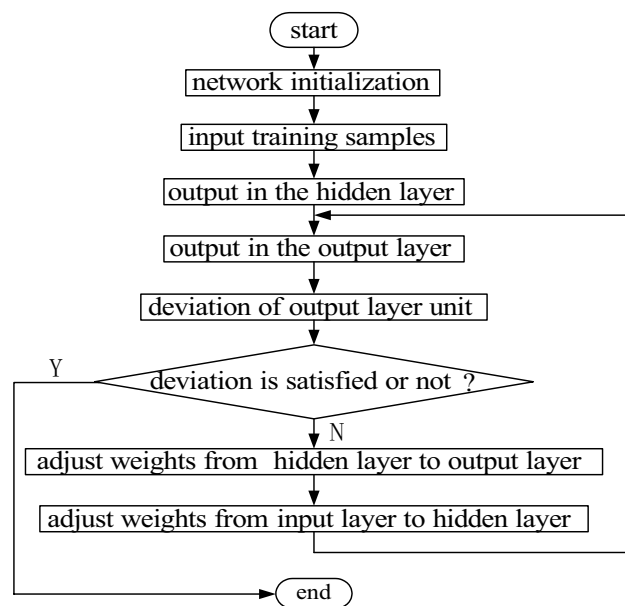 start
network initialization
input training samples
output in the hidden layer
output in the output layer
deviation of output layer unit
Y
deviation is satisfied or not ?
N
adjust weights from hidden layer to output layer
adjust weights from input layer to hidden layer
end